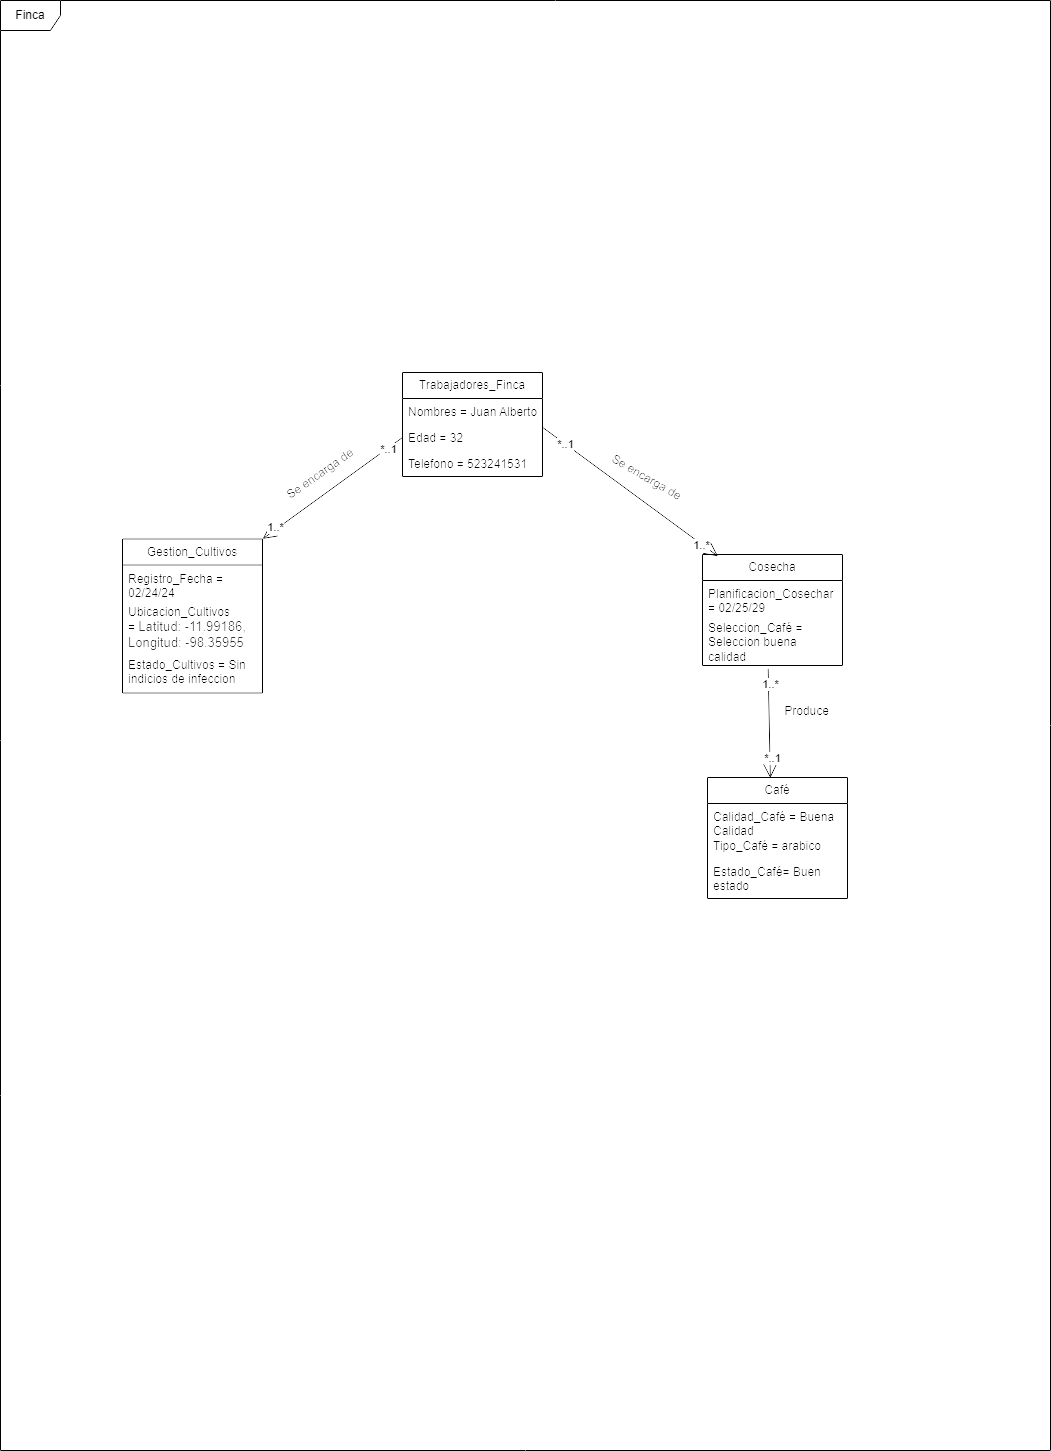 Finca
Trabajadores_Finca
Nombres = Juan Alberto
Edad = 32
Telefono = 523241531
*..1
*..1
Se encarga de
Se encarga de
1..*
1..*
Gestion_Cultivos
Registro_Fecha =
02/24/24
Ubicacion_Cultivos
= Latitud: -11.99186,
Longitud: -98.35955
Estado_Cultivos = Sin
indicios de infeccion
Cosecha
Planificacion_Cosechar
= 02/25/29
Seleccion_Café =
Seleccion buena
calidad
1..*
Produce
*..1
Café
Calidad_Café = Buena
Calidad
Tipo_Café = arabico
Estado_Café= Buen
estado